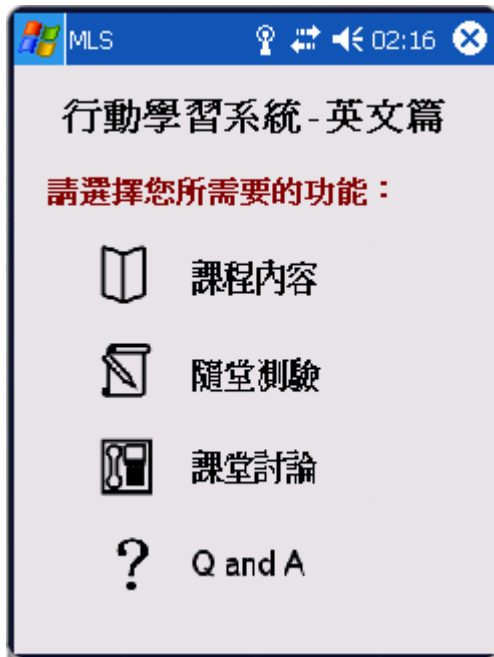 MLS 02:16
行動學習系統-英文篇
請選擇您所需要的功能：
課程內容
隨堂測驗
課堂討論
Q and A